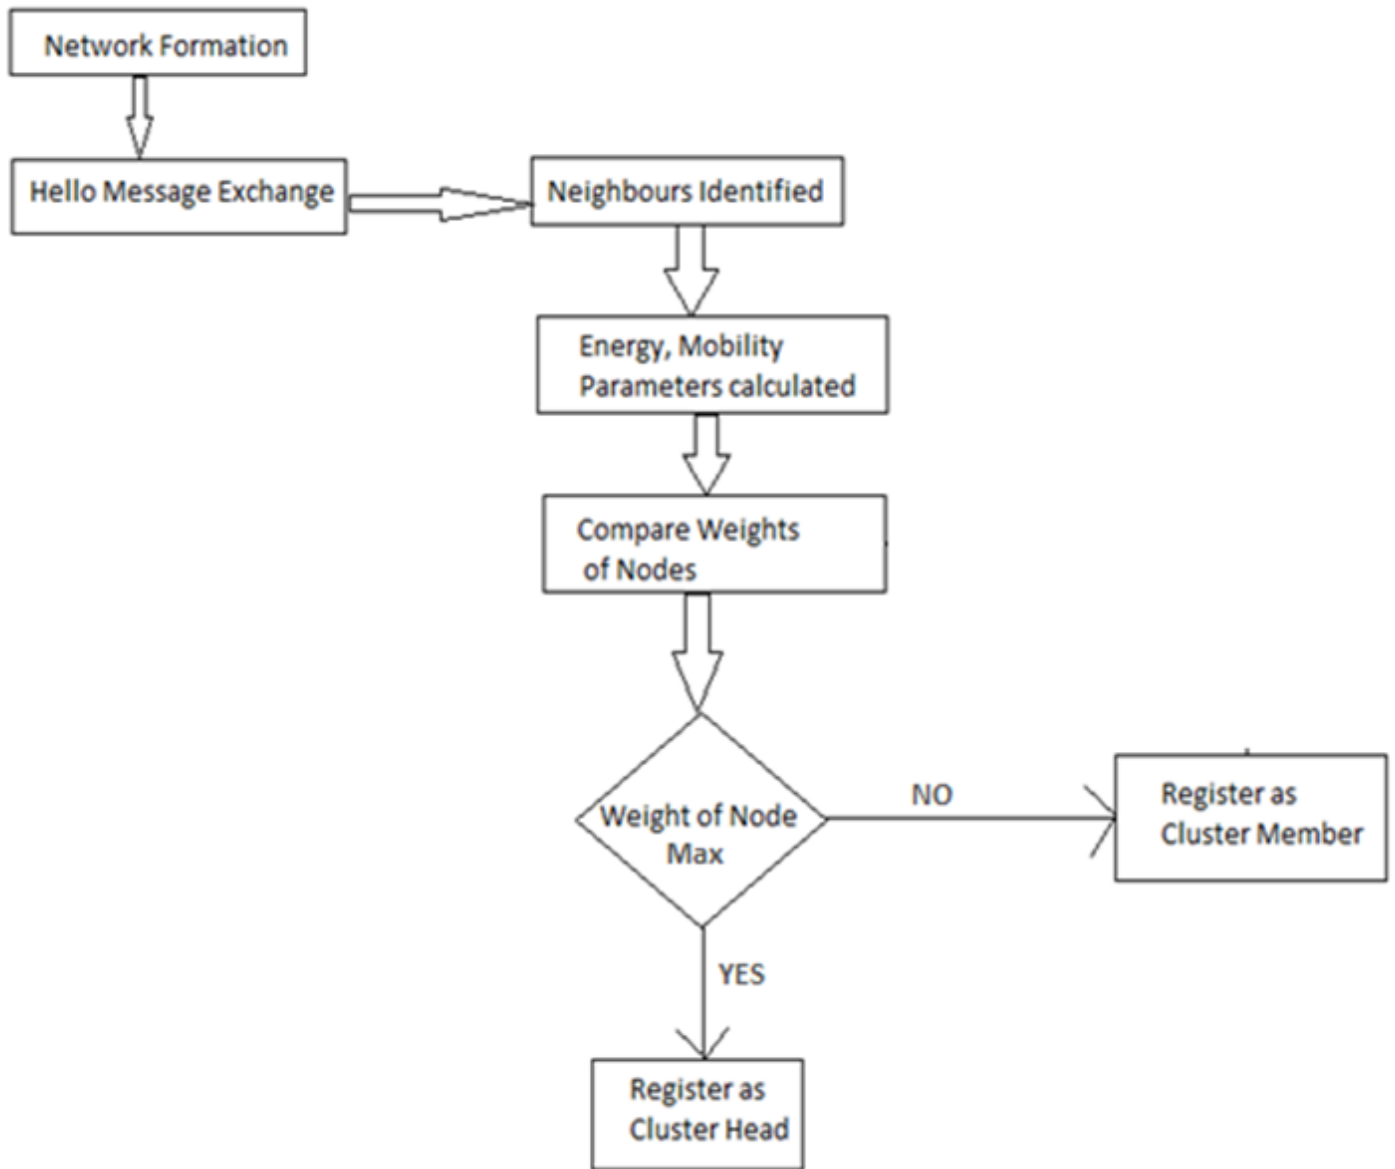 Network Formation
Hello Message Exchange
Neighbours Identified
Energy, Mobility
Parameters calculated
Compare Weights
of Nodes
Weight of Node
Max
NO
Register as
Cluster Member
YES
Register as
Cluster Head